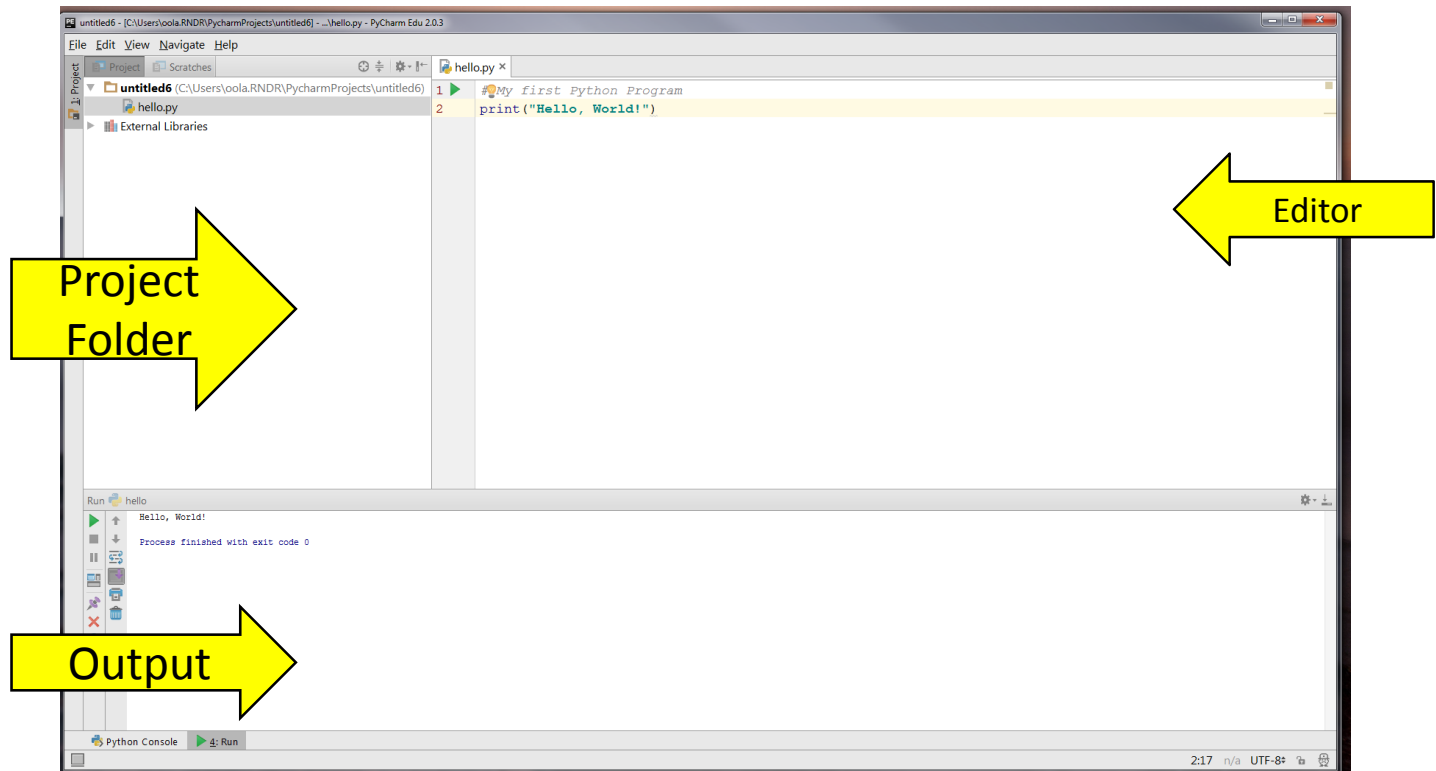 untitled6 - [C:\Users\oola.RNDR\PycharmProjects\untitled6] - ...\hello.py - PyCharm Edu 2.0.3
File Edit View Navigate Help
1: Project
Project Scratches
hello.py ×
untitled6 (C:\Users\oola.RNDR\PycharmProjects\untitled6)
hello.py
External Libraries
1 #My first Python Program
2 print("Hello, World!")
Editor
Project
Folder
Run hello
Hello, World!
Process finished with exit code 0
Output
Python Console 4: Run
2:17 n/a UTF-8